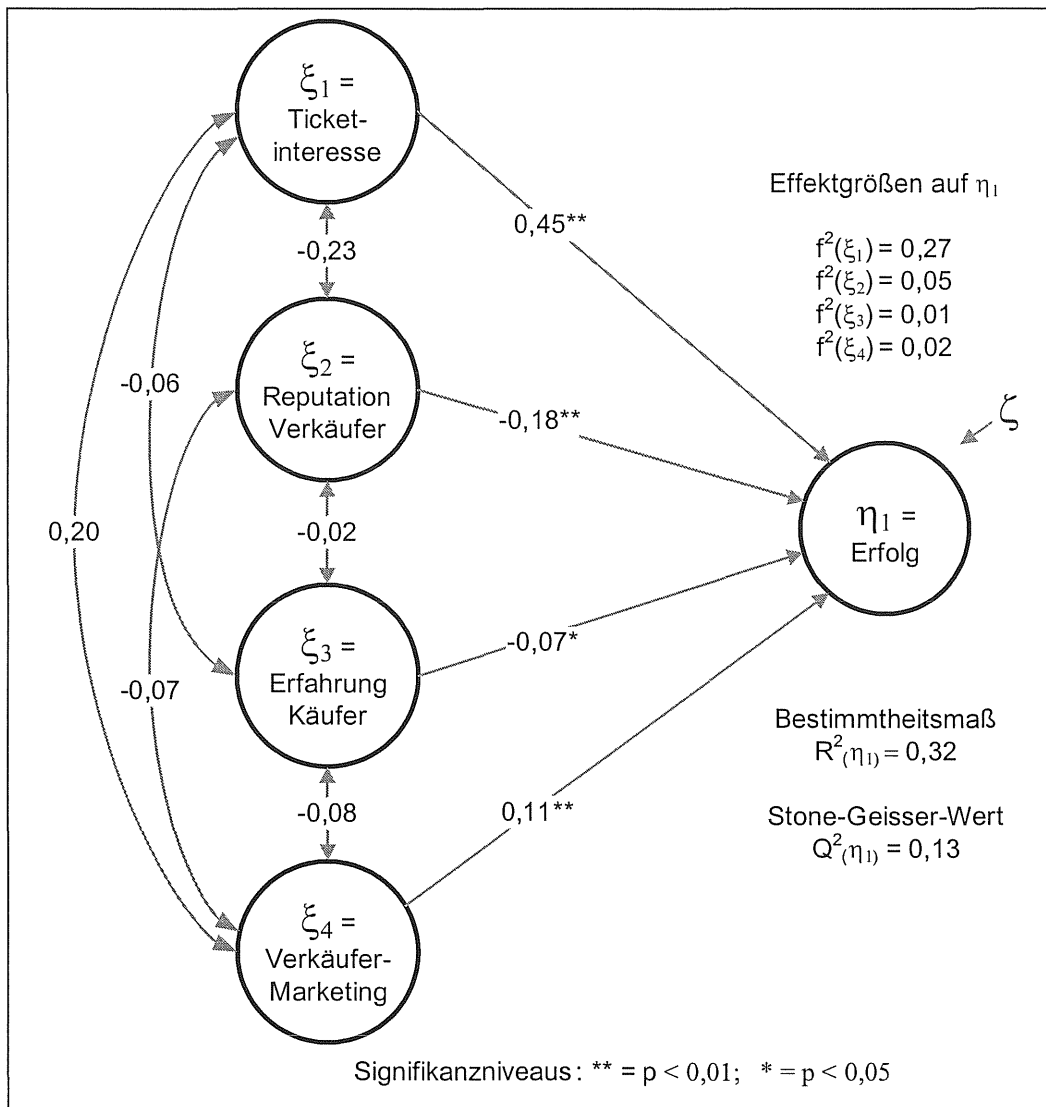 ξ1 =
Ticket-
interesse
Effektgrößen auf η1
0,45**
-0,23
f²(ξ1) = 0,27
f²(ξ2) = 0,05
f²(ξ3) = 0,01
f²(ξ4) = 0,02
ξ2 =
Reputation
Verkäufer
-0,06
-0,18**
ζ
0,20
-0,02
η1 =
Erfolg
ξ3 =
Erfahrung
Käufer
-0,07*
-0,07
Bestimmtheitsmaß
R²(η1) = 0,32
-0,08
0,11**
Stone-Geisser-Wert
Q²(η1) = 0,13
ξ4 =
Verkäufer-
Marketing
Signifikanzniveaus: ** = p < 0,01; * = p < 0,05